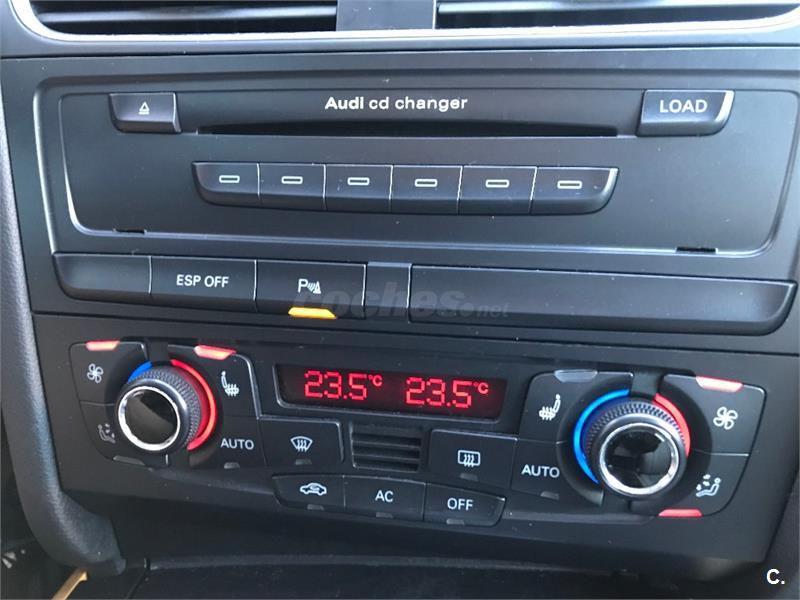 Audi cd changer
LOAD
ESP OFF
P
coches.net
23.5°C 23.5°C
AUTO
AUTO
AC
OFF
C.